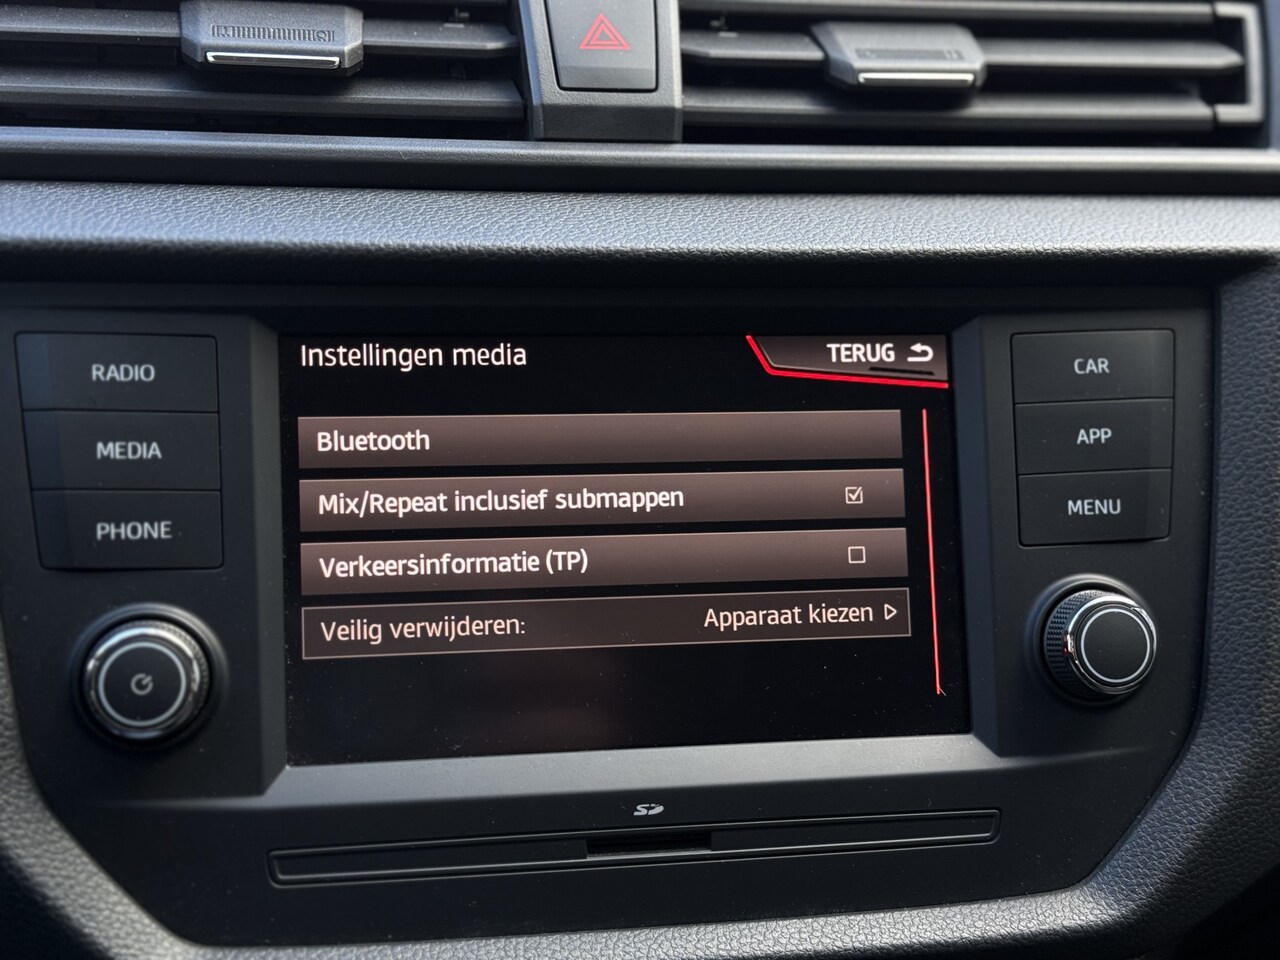 Instellingen media
TERUG
RADIO
MEDIA
PHONE
Bluetooth
Mix/Repeat inclusief submappen
Verkeersinformatie (TP)
Veilig verwijderen: Apparaat kiezen
CAR
APP
MENU
SD